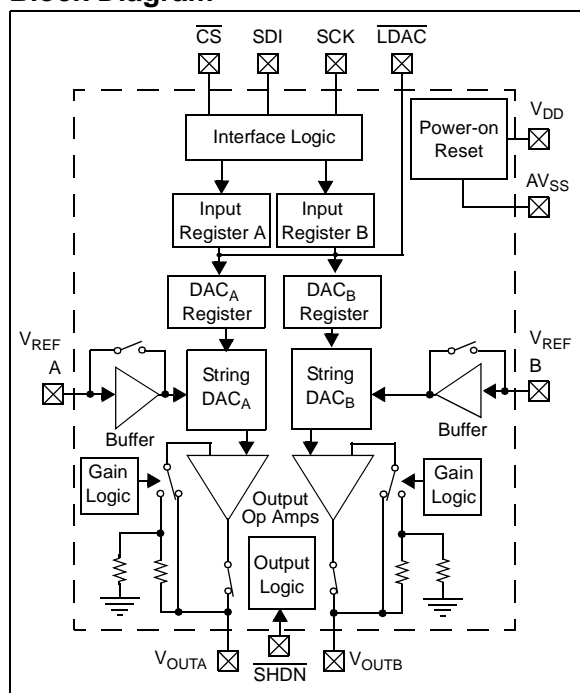 Block Diagram
CS SDI SCK LDAC
Interface Logic
Power-on
Reset
VDD
AVSS
Input
Register A
Input
Register B
DACA
Register
DACB
Register
VREF
A
String
DACA
String
DACB
VREF
B
Buffer
Buffer
Gain
Logic
Output
Op Amps
Gain
Logic
Output
Logic
VOUTA
SHDN
VOUTB